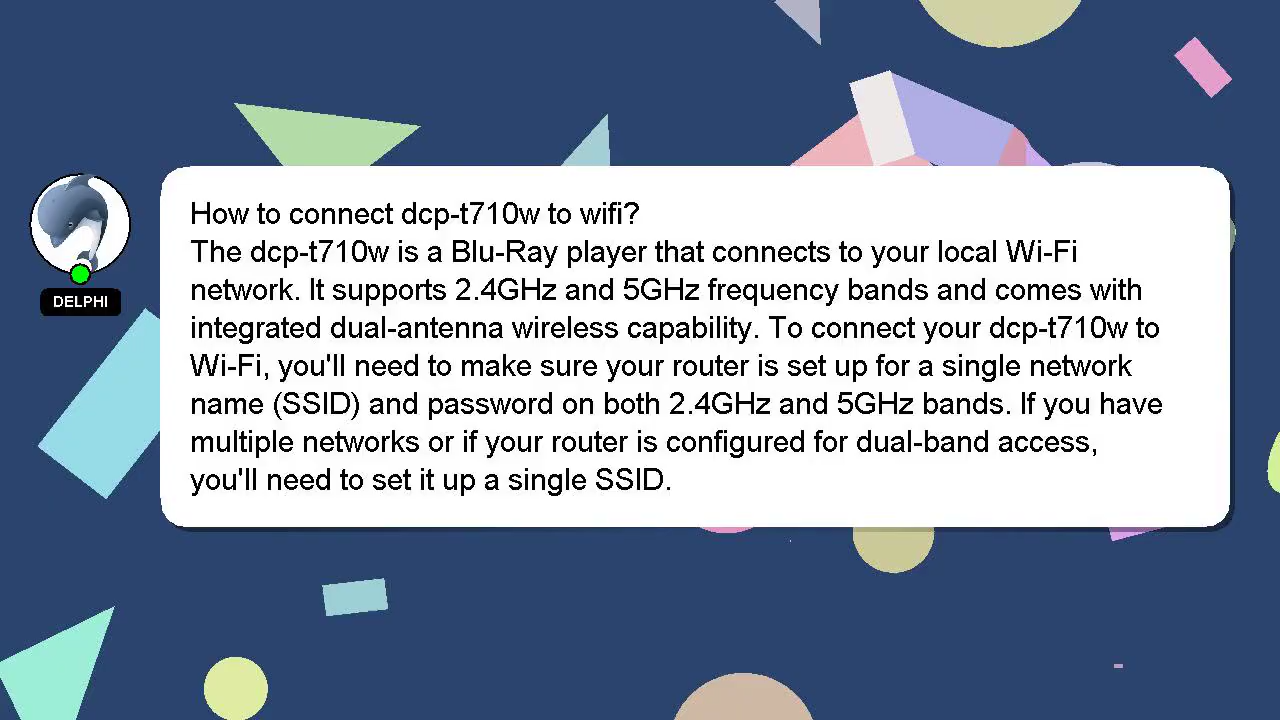 How to connect dcp-t710w to wifi?
The dcp-t710w is a Blu-Ray player that connects to your local Wi-Fi
network. It supports 2.4GHz and 5GHz frequency bands and comes with
integrated dual-antenna wireless capability. To connect your dcp-t710w to
Wi-Fi, you'll need to make sure your router is set up for a single network
name (SSID) and password on both 2.4GHz and 5GHz bands. If you have
multiple networks or if your router is configured for dual-band access,
you'll need to set it up a single SSID.
DELPHI